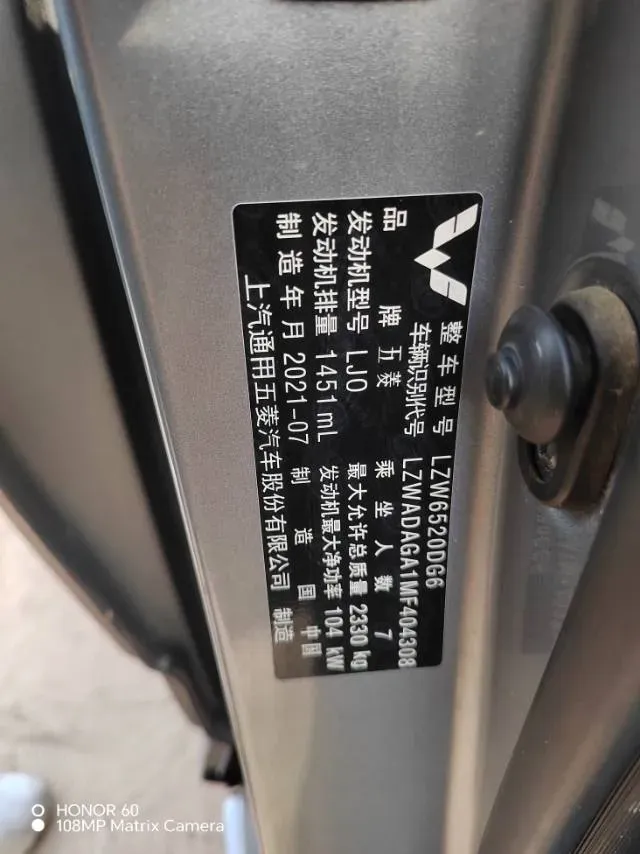 整车型号 LZW6520DG6
车辆识别代号 LZWADAGA1MF404308
品牌 五菱 乘坐人数 7
发动机型号 LJO 最大允许总质量 2330 kg
发动机排量 1451mL 发动机最大净功率 104 kW
制造年月 2021-07 制造国 中国
上汽通用五菱汽车股份有限公司 制造
HONOR 60
108MP Matrix Camera